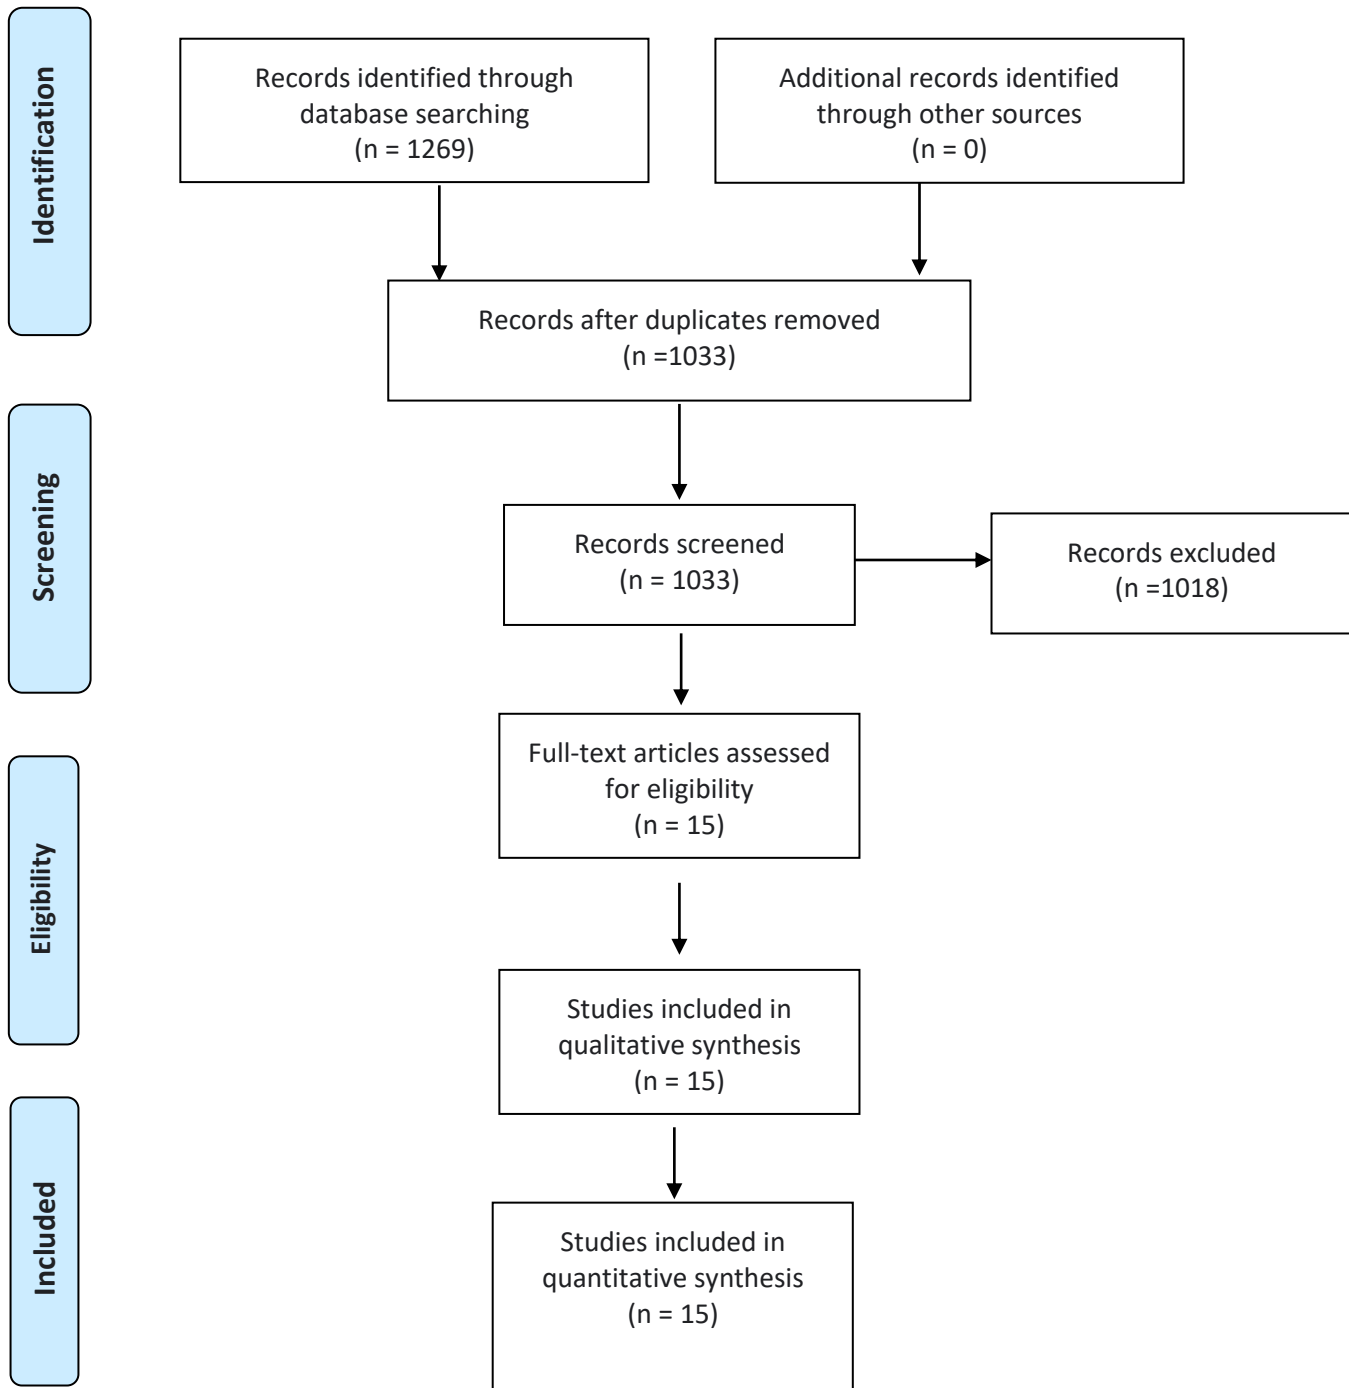 Identification
Records identified through
database searching
(n = 1269)
Additional records identified
through other sources
(n = 0)
Records after duplicates removed
(n =1033)
Screening
Records screened
(n = 1033)
Records excluded
(n =1018)
Eligibility
Full-text articles assessed
for eligibility
(n = 15)
Studies included in
qualitative synthesis
(n = 15)
Included
Studies included in
quantitative synthesis
(n = 15)